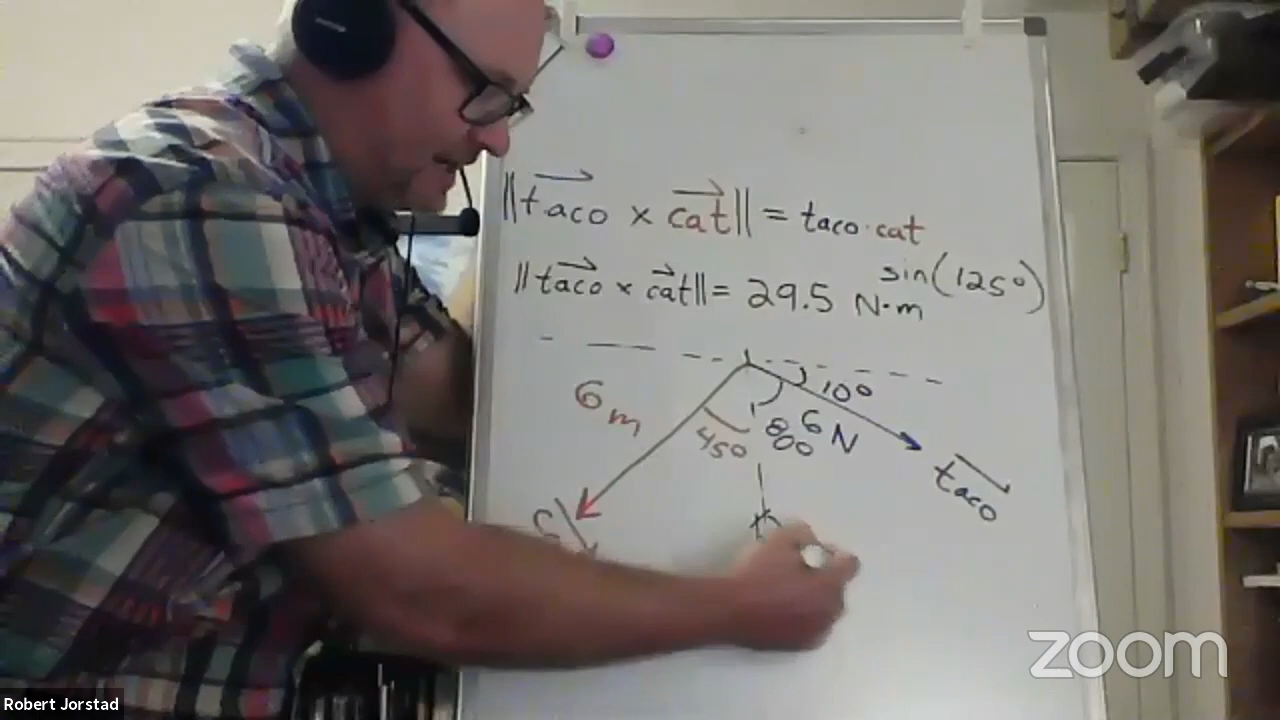 ||taco x cat|| = taco·cat
sin(125°)
||taco x cat|| = 29.5 N·m
10°
6 m
45°
80°
6 N
taco
zoom
Robert Jorstad